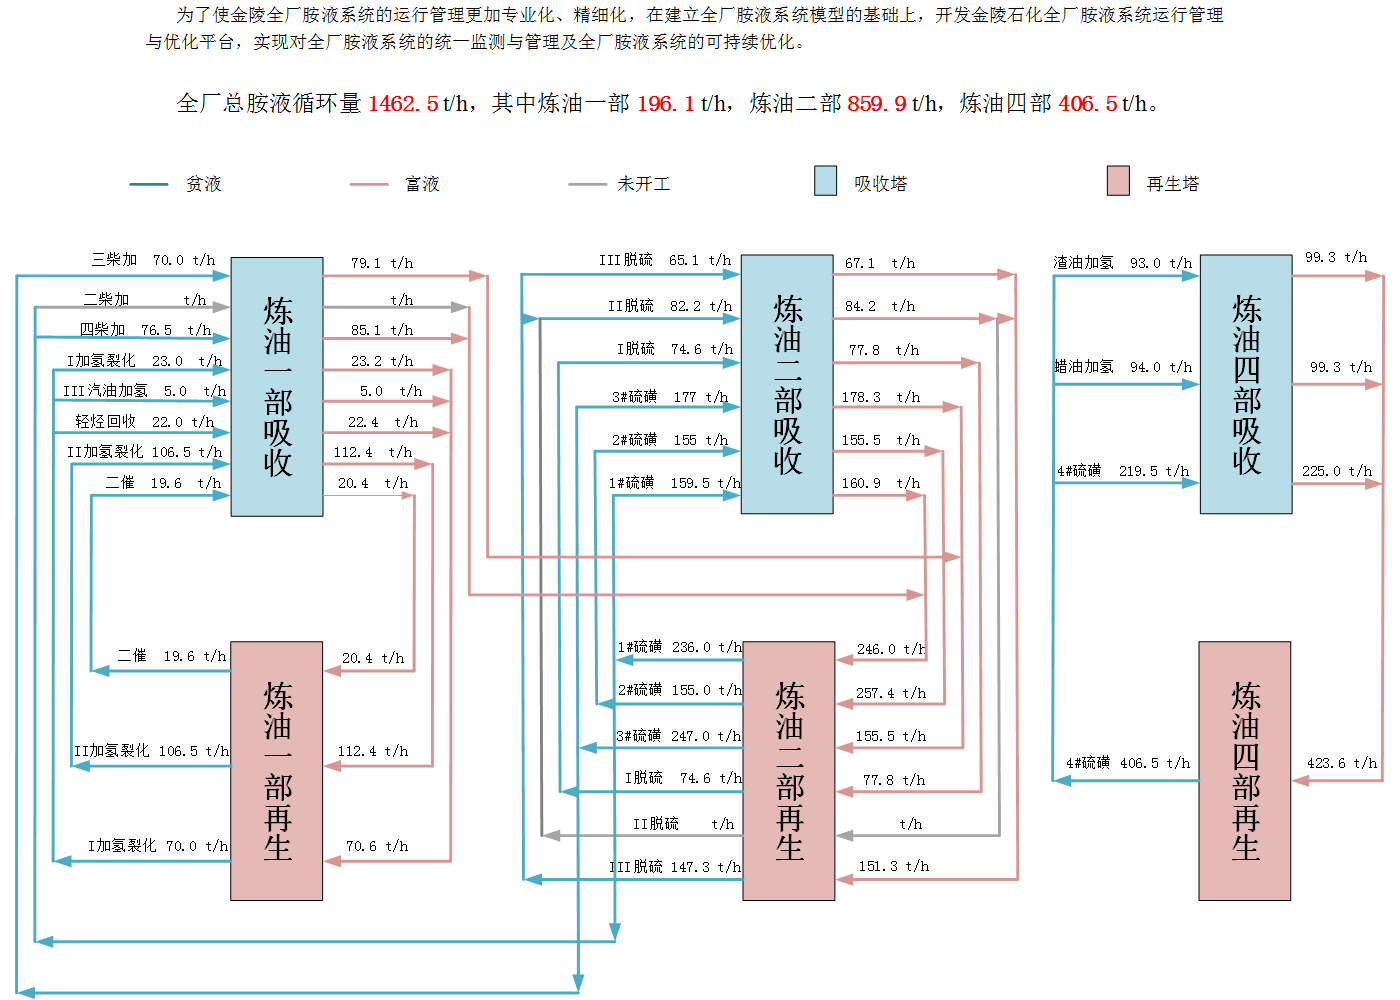 为了使金陵全厂胺液系统的运行管理更加专业化、精细化，在建立全厂胺液系统模型的基础上，开发金陵石化全厂胺液系统运行管理
与优化平台，实现对全厂胺液系统的统一监测与管理及全厂胺液系统的可持续优化。
全厂总胺液循环量 1462.5 t/h，其中炼油一部 196.1 t/h，炼油二部 859.9 t/h，炼油四部 406.5 t/h。
贫液 富液 未开工 吸收塔 再生塔
三柴加 70.0 t/h
二柴加 t/h
四柴加 76.5 t/h
I加氢裂化 23.0 t/h
III汽油加氢 5.0 t/h
轻烃回收 22.0 t/h
II加氢裂化 106.5 t/h
二催 19.6 t/h
炼油一部吸收
79.1 t/h
t/h
85.1 t/h
23.2 t/h
5.0 t/h
22.4 t/h
112.4 t/h
20.4 t/h
二催 19.6 t/h
II加氢裂化 106.5 t/h
I加氢裂化 70.0 t/h
炼油一部再生
20.4 t/h
112.4 t/h
70.6 t/h
III脱硫 65.1 t/h
II脱硫 82.2 t/h
I脱硫 74.6 t/h
3#硫磺 177 t/h
2#硫磺 155 t/h
1#硫磺 159.5 t/h
炼油二部吸收
67.1 t/h
84.2 t/h
77.8 t/h
178.3 t/h
155.5 t/h
160.9 t/h
1#硫磺 236.0 t/h
2#硫磺 155.0 t/h
3#硫磺 247.0 t/h
I脱硫 74.6 t/h
II脱硫 t/h
III脱硫 147.3 t/h
炼油二部再生
246.0 t/h
257.4 t/h
155.5 t/h
77.8 t/h
t/h
151.3 t/h
渣油加氢 93.0 t/h
蜡油加氢 94.0 t/h
4#硫磺 219.5 t/h
炼油四部吸收
99.3 t/h
99.3 t/h
225.0 t/h
4#硫磺 406.5 t/h
炼油四部再生
423.6 t/h